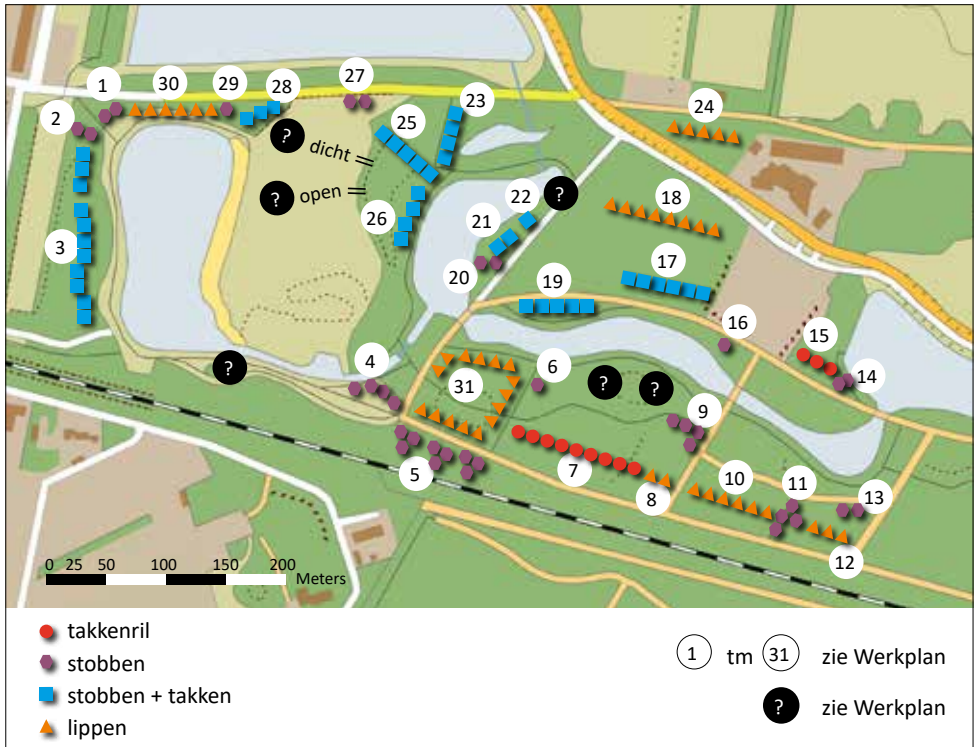 1 30 29 28 27
2 25 23 24
? dicht
? open 26 22 ? 18
21
3 20 17
19
16 15
? 4 31 6 ? ? 14
9
5 7 8 10 11 13
12
0 25 50 100 150 200
Meters
takkenril
stobben
stobben + takken
lippen
1 tm 31 zie Werkplan
? zie Werkplan